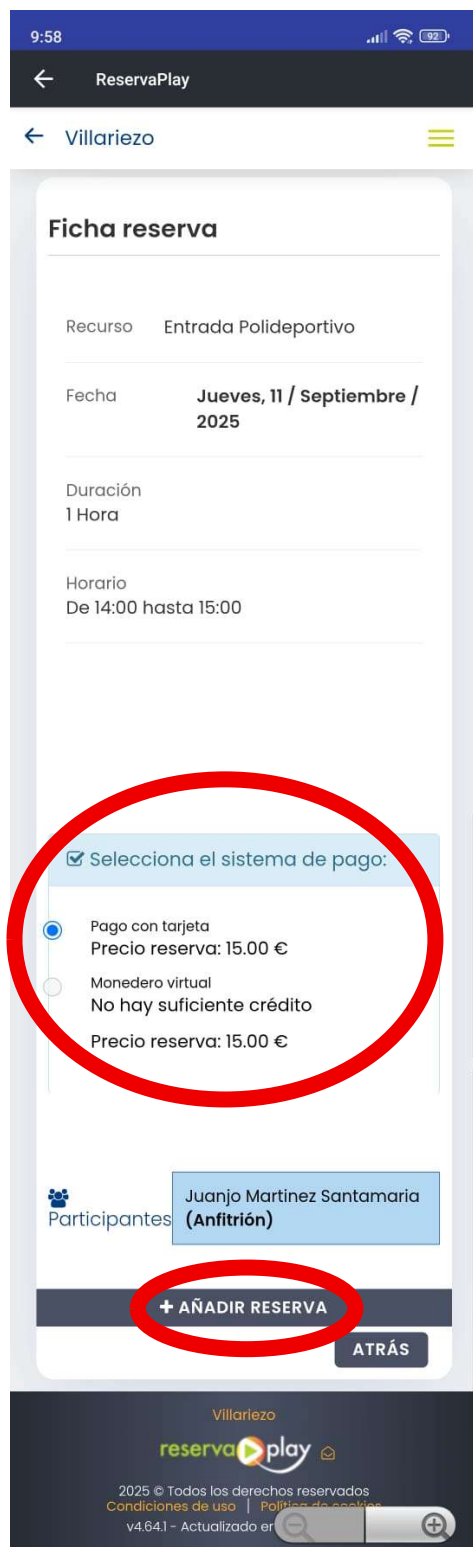 9:58
92
ReservaPlay
Villariezo
Ficha reserva
Recurso Entrada Polideportivo
Fecha Jueves, 11 / Septiembre /
2025
Duración
1 Hora
Horario
De 14:00 hasta 15:00
Selecciona el sistema de pago:
Pago con tarjeta
Precio reserva: 15.00 €
Monedero virtual
No hay suficiente crédito
Precio reserva: 15.00 €
Juanjo Martinez Santamaria
Participantes (Anfitrión)
+ AÑADIR RESERVA
ATRÁS
Villariezo
reserva play
2025 © Todos los derechos reservados
Condiciones de uso | Política de cookies
v4.64.1 - Actualizado